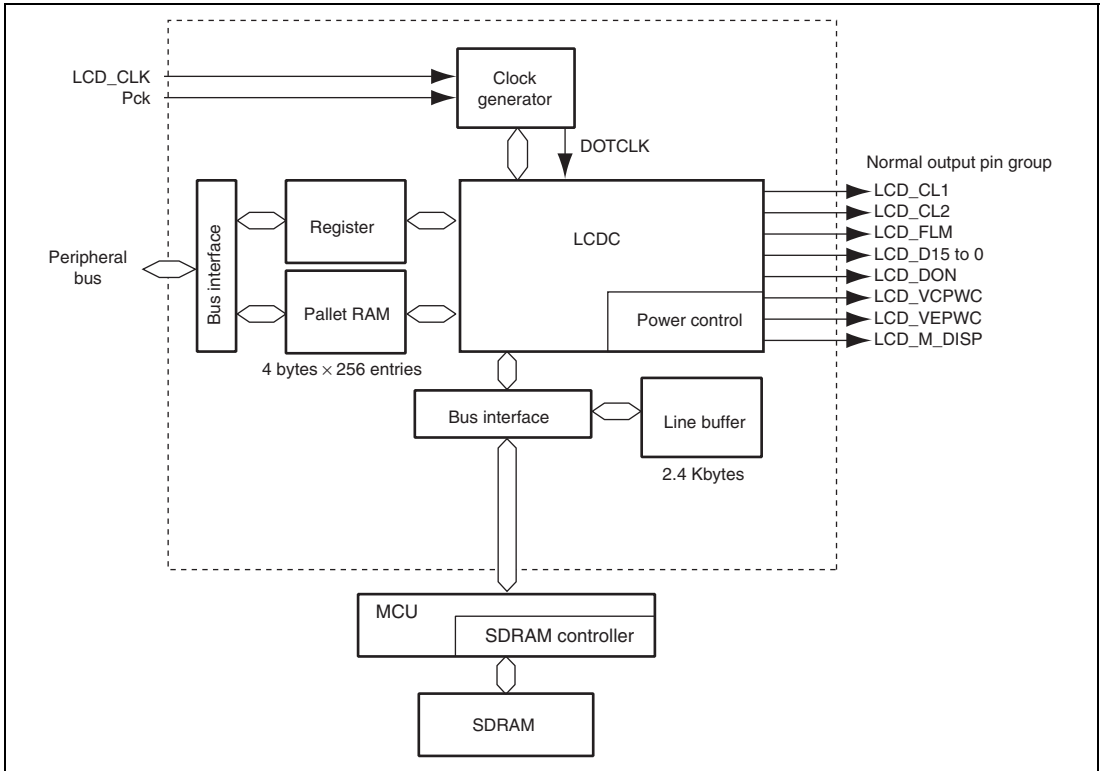 LCD_CLK
Pck
Clock
generator
DOTCLK
Normal output pin group
LCD_CL1
LCD_CL2
LCD_FLM
LCD_D15 to 0
LCD_DON
LCD_VCPWC
LCD_VEPWC
LCD_M_DISP
Peripheral
bus
Bus interface
Register
Pallet RAM
4 bytes × 256 entries
LCDC
Power control
Bus interface
Line buffer
2.4 Kbytes
MCU
SDRAM controller
SDRAM